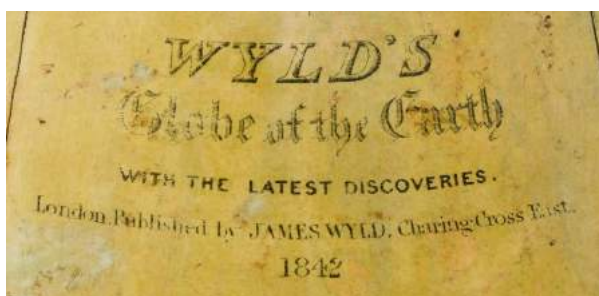 WYLD'S
Globe of the Earth
WITH THE LATEST DISCOVERIES.
London. Published by JAMES WYLD, Charing Cross East.
1842